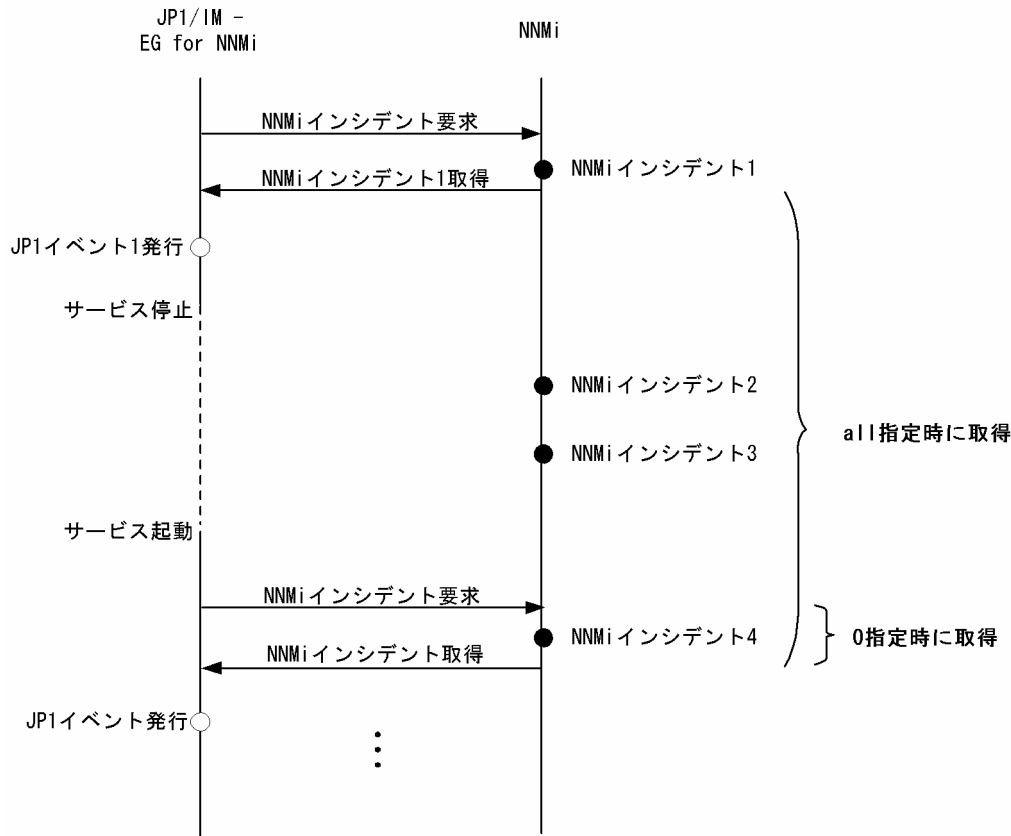 JP1/IM -
EG for NNMi
NNMi
NNMiインシデント要求
NNMiインシデント1
NNMiインシデント1取得
JP1イベント1発行
サービス停止
NNMiインシデント2
all指定時に取得
NNMiインシデント3
サービス起動
NNMiインシデント要求
NNMiインシデント4
0指定時に取得
NNMiインシデント取得
JP1イベント発行